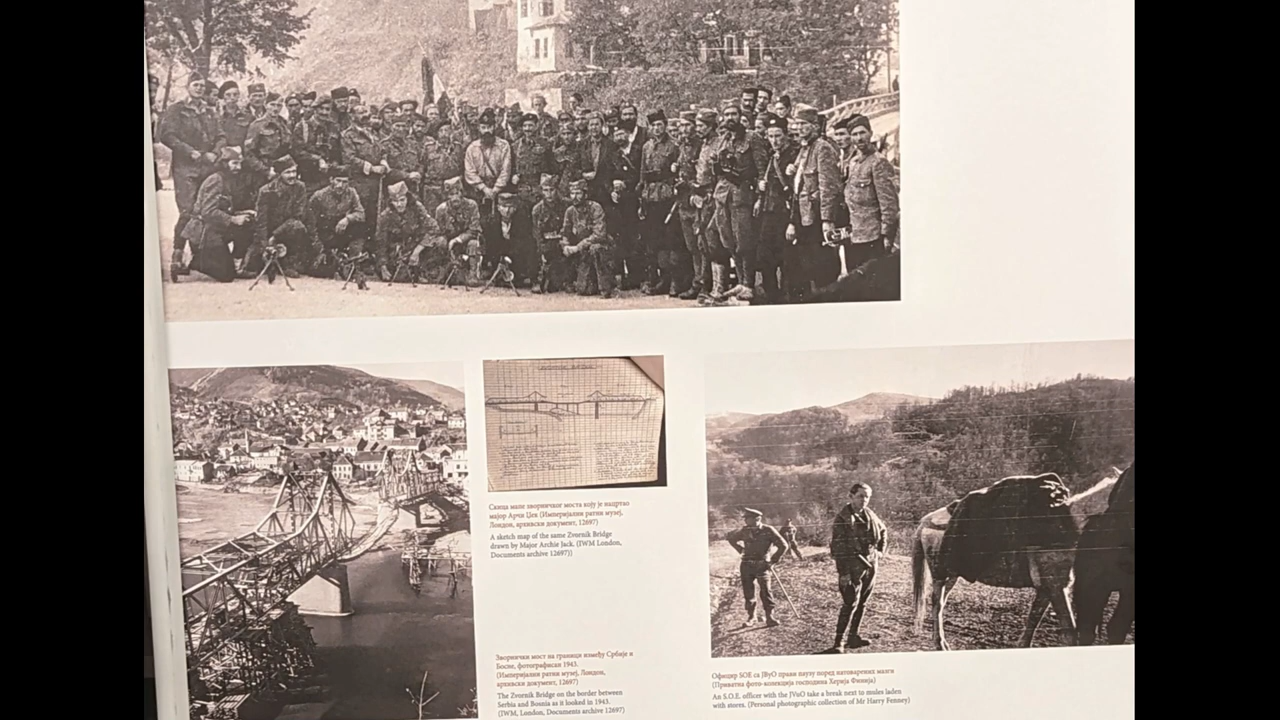 Скица мапе зворничког моста коју је нацртао
мајор Арчи Џек (Империјални ратни музеј,
Лондон, архивски документ, 12697)
A sketch map of the same Zvornik Bridge
drawn by Major Archie Jack. (IWM London,
Documents archive 12697))
Зворнички мост на граници између Србије и
Босне, фотографисан 1943.
(Империјални ратни музеј, Лондон,
архивски документ, 12697)
The Zvornik Bridge on the border between
Serbia and Bosnia as it looked in 1943.
(IWM, London, Documents archive 12697)
Официр SOE са ЈВуО прави паузу поред натоварених мазги
(Приватна фото-колекција господина Херија Финија)
An S.O.E. officer with the JVuO take a break next to mules laden
with stores. (Personal photographic collection of Mr Harry Fenney)